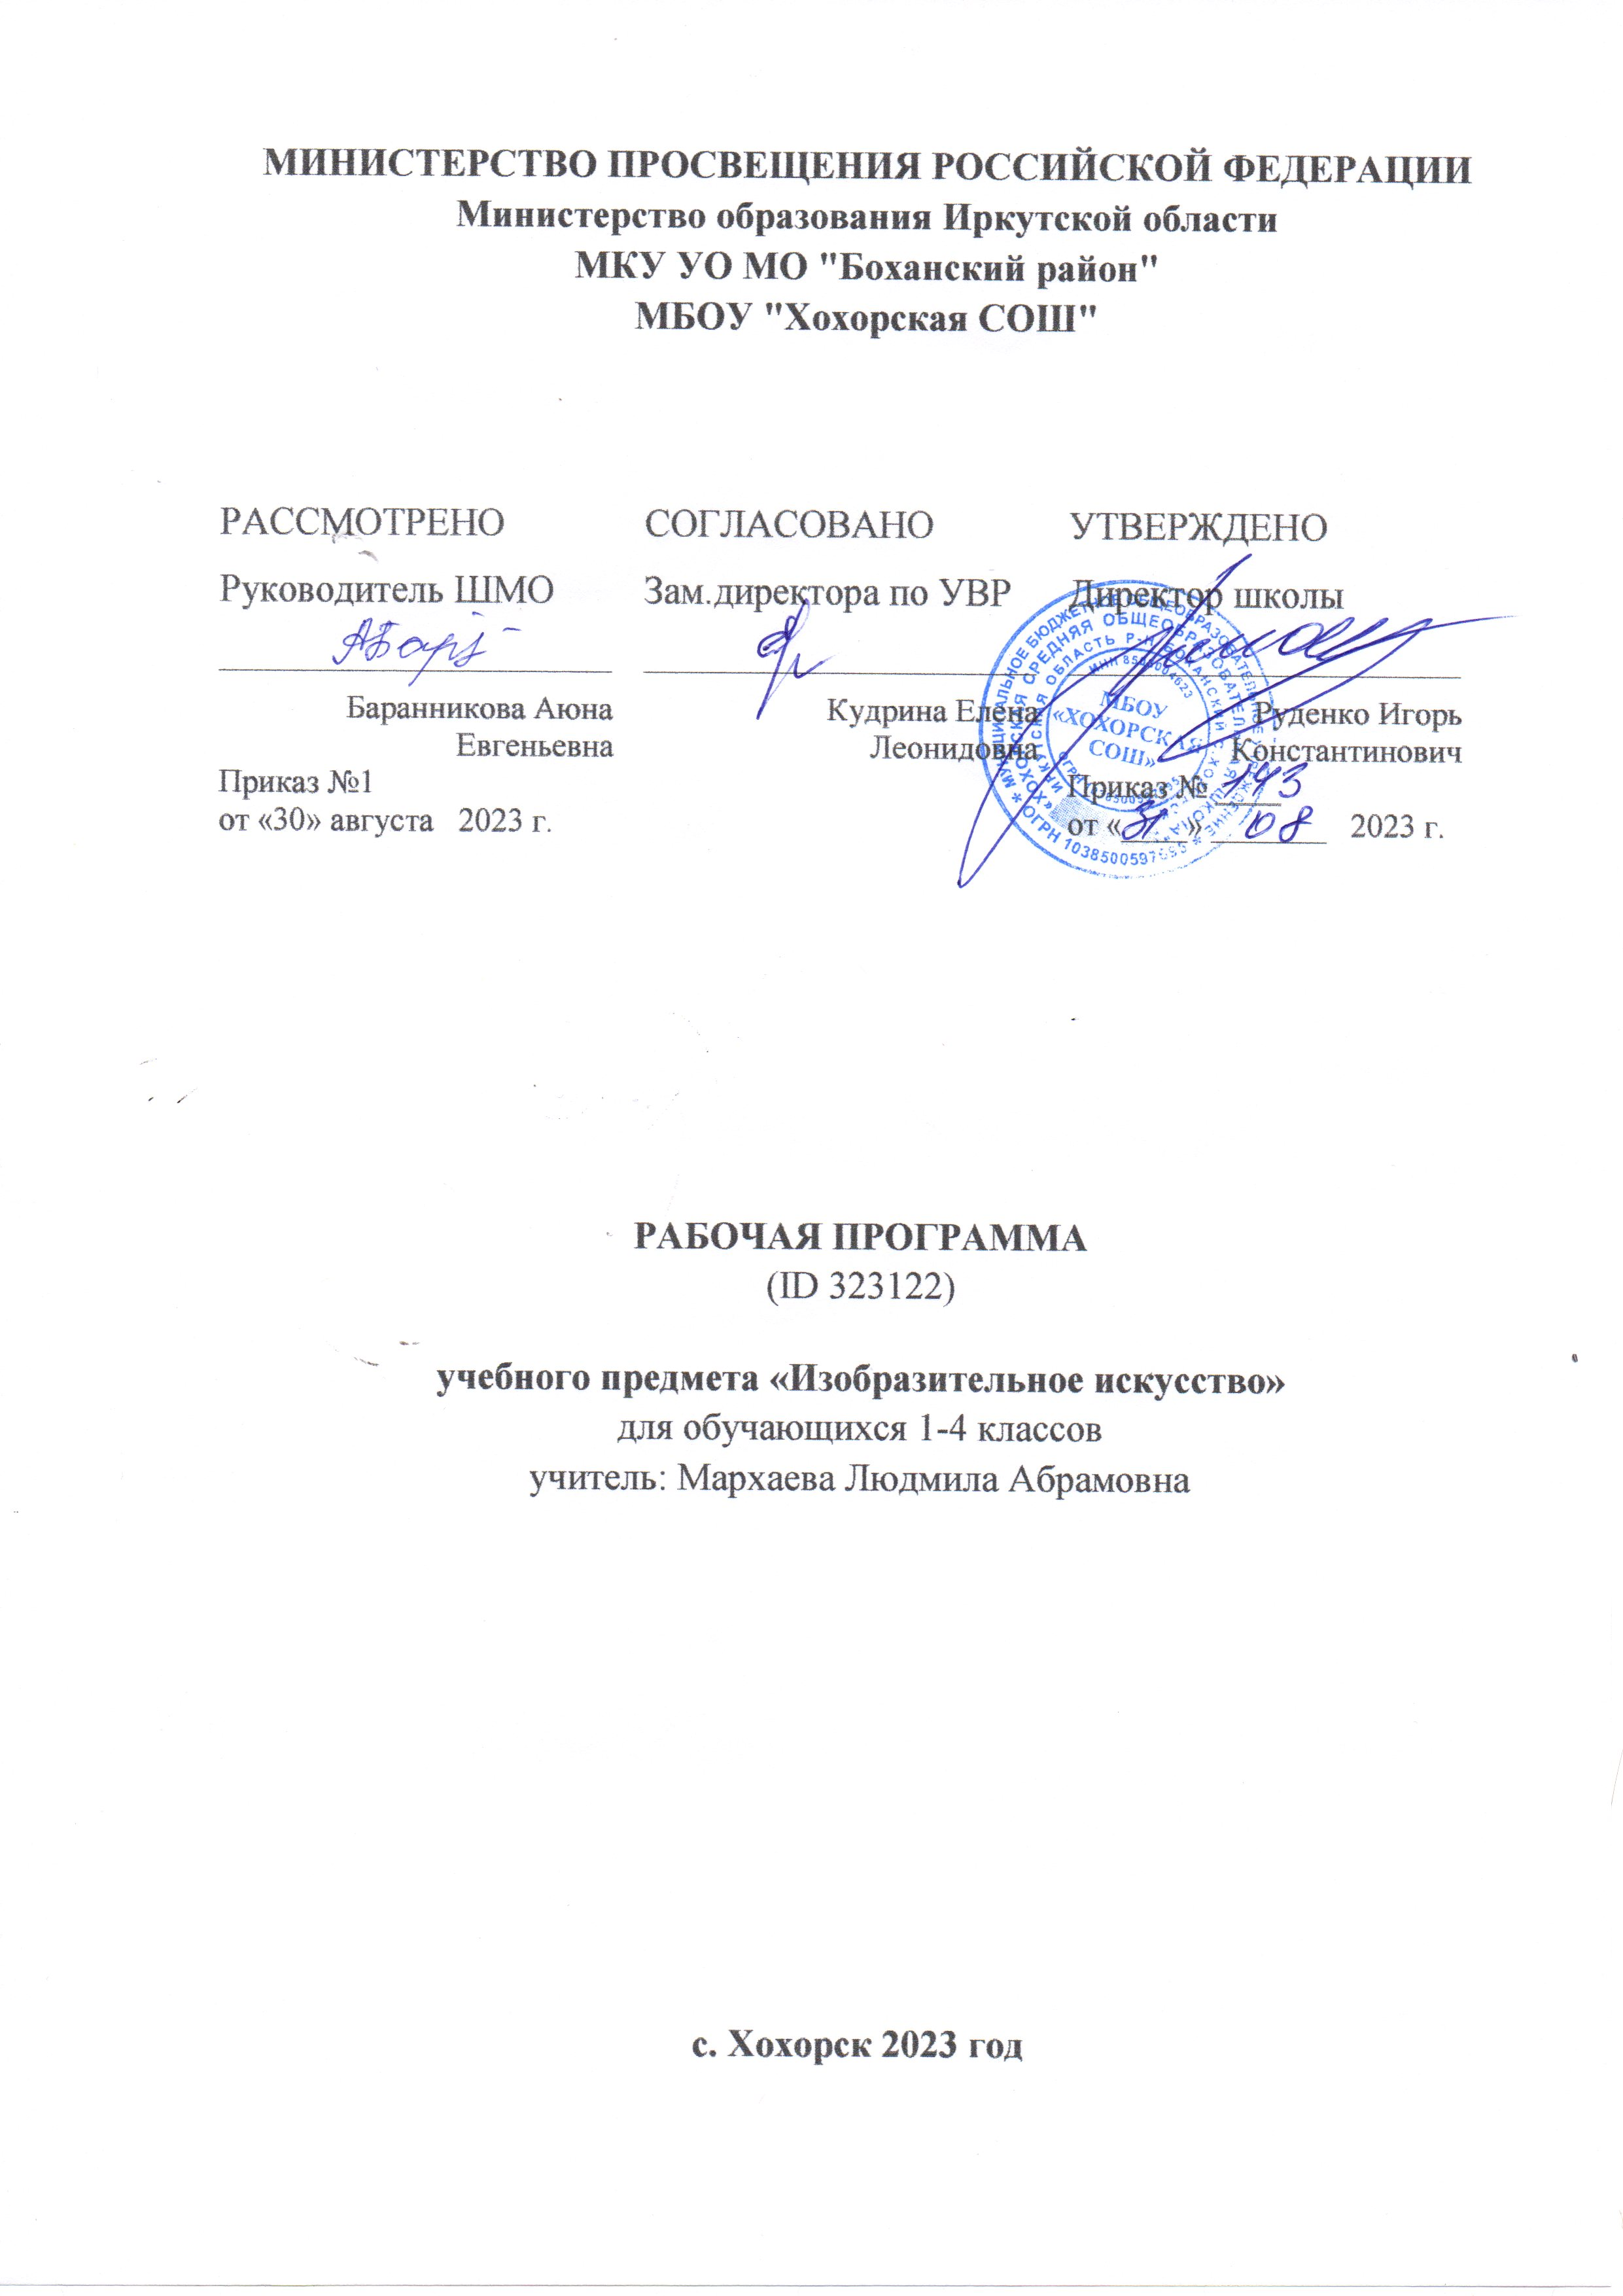 МИНИСТЕРСТВО ПРОСВЕЩЕНИЯ РОССИЙСКОЙ ФЕДЕРАЦИИ
Министерство образования Иркутской области
МКУ УО МО "Боханский район"
МБОУ "Хохорская СОШ"
РАССМОТРЕНО
Руководитель ШМО
Баранникова Аюна
Евгеньевна
Приказ №1
от «30» августа 2023 г.
СОГЛАСОВАНО
Зам.директора по УВР
Кудрина Елена
Леонидовна
УТВЕРЖДЕНО
Директор школы
Руденко Игорь
Константинович
Приказ № 143
от «31» 08 2023 г.
МБОУ
«ХОХОРСКАЯ
СОШ»
РАБОЧАЯ ПРОГРАММА
(ID 323122)
учебного предмета «Изобразительное искусство»
для обучающихся 1-4 классов
учитель: Мархаева Людмила Абрамовна
с. Хохорск 2023 год